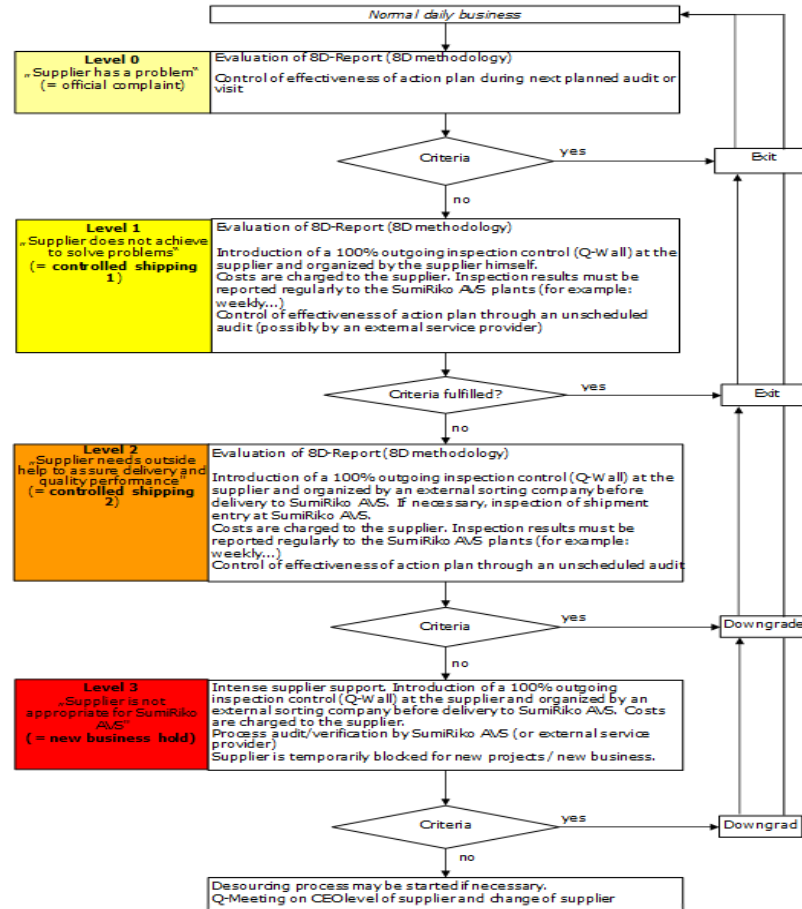 Normal daily business
Level 0
„Supplier has a problem“
(= official complaint)
Evaluation of 8D-Report (8D methodology)
Control of effectiveness of action plan during next planned audit or
visit
Criteria
yes
Exit
no
Level 1
„Supplier does not achieve
to solve problems“
(= controlled shipping
1)
Evaluation of 8D-Report (8D methodology)
Introduction of a 100% outgoing inspection control (Q-Wall) at the
supplier and organized by the supplier himself.
Costs are charged to the supplier. Inspection results must be
reported regularly to the SumiRiko AVS plants (for example:
weekly...)
Control of effectiveness of action plan through an unscheduled
audit (possibly by an external service provider)
Criteria fulfilled?
yes
Exit
no
Level 2
„Supplier needs outside
help to assure delivery and
quality performance“
(= controlled shipping
2)
Evaluation of 8D-Report (8D methodology)
Introduction of a 100% outgoing inspection control (Q-Wall) at the
supplier and organized by an external sorting company before
delivery to SumiRiko AVS. If necessary, inspection of shipment
entry at SumiRiko AVS.
Costs are charged to the supplier. Inspection results must be
reported regularly to the SumiRiko AVS plants (for example:
weekly...)
Control of effectiveness of action plan through an unscheduled audit
Criteria
yes
Downgrade
no
Level 3
„Supplier is not
appropriate for SumiRiko
AVS“
(= new business hold)
Intense supplier support. Introduction of a 100% outgoing
inspection control (Q-Wall) at the supplier and organized by an
external sorting company before delivery to SumiRiko AVS. Costs
are charged to the supplier.
Process audit/verification by SumiRiko AVS (or external service
provider)
Supplier is temporarily blocked for new projects / new business.
Criteria
yes
Downgrad
no
Desourcing process may be started if necessary.
Q-Meeting on CEO level of supplier and change of supplier